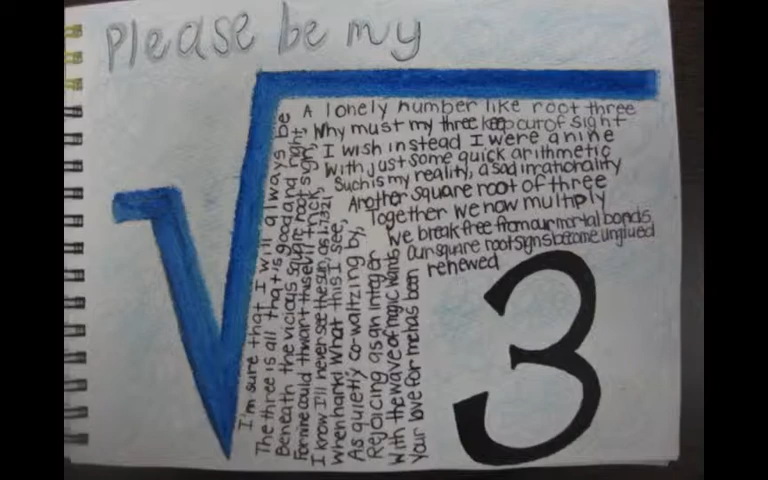 Please be my
I'm sure that I will always be
A lonely number like root three
The three is all that's good and right,
Why must my three keep out of sight
Beneath the vicious square root sign,
I wish instead I were a nine
For nine could thwart this evil trick,
With just some quick arithmetic
I know I'll never see the sun, as 1.7321
Such is my reality, a sad irrationality
When hark! What this I see,
Another square root of three
As quietly co-waltzing by,
Together we now multiply
Rejoicing as an integer
We break free from our mortal bonds
With the wave of magic wands
Our square root signs become unglued
Your love for me has been
renewed
√3